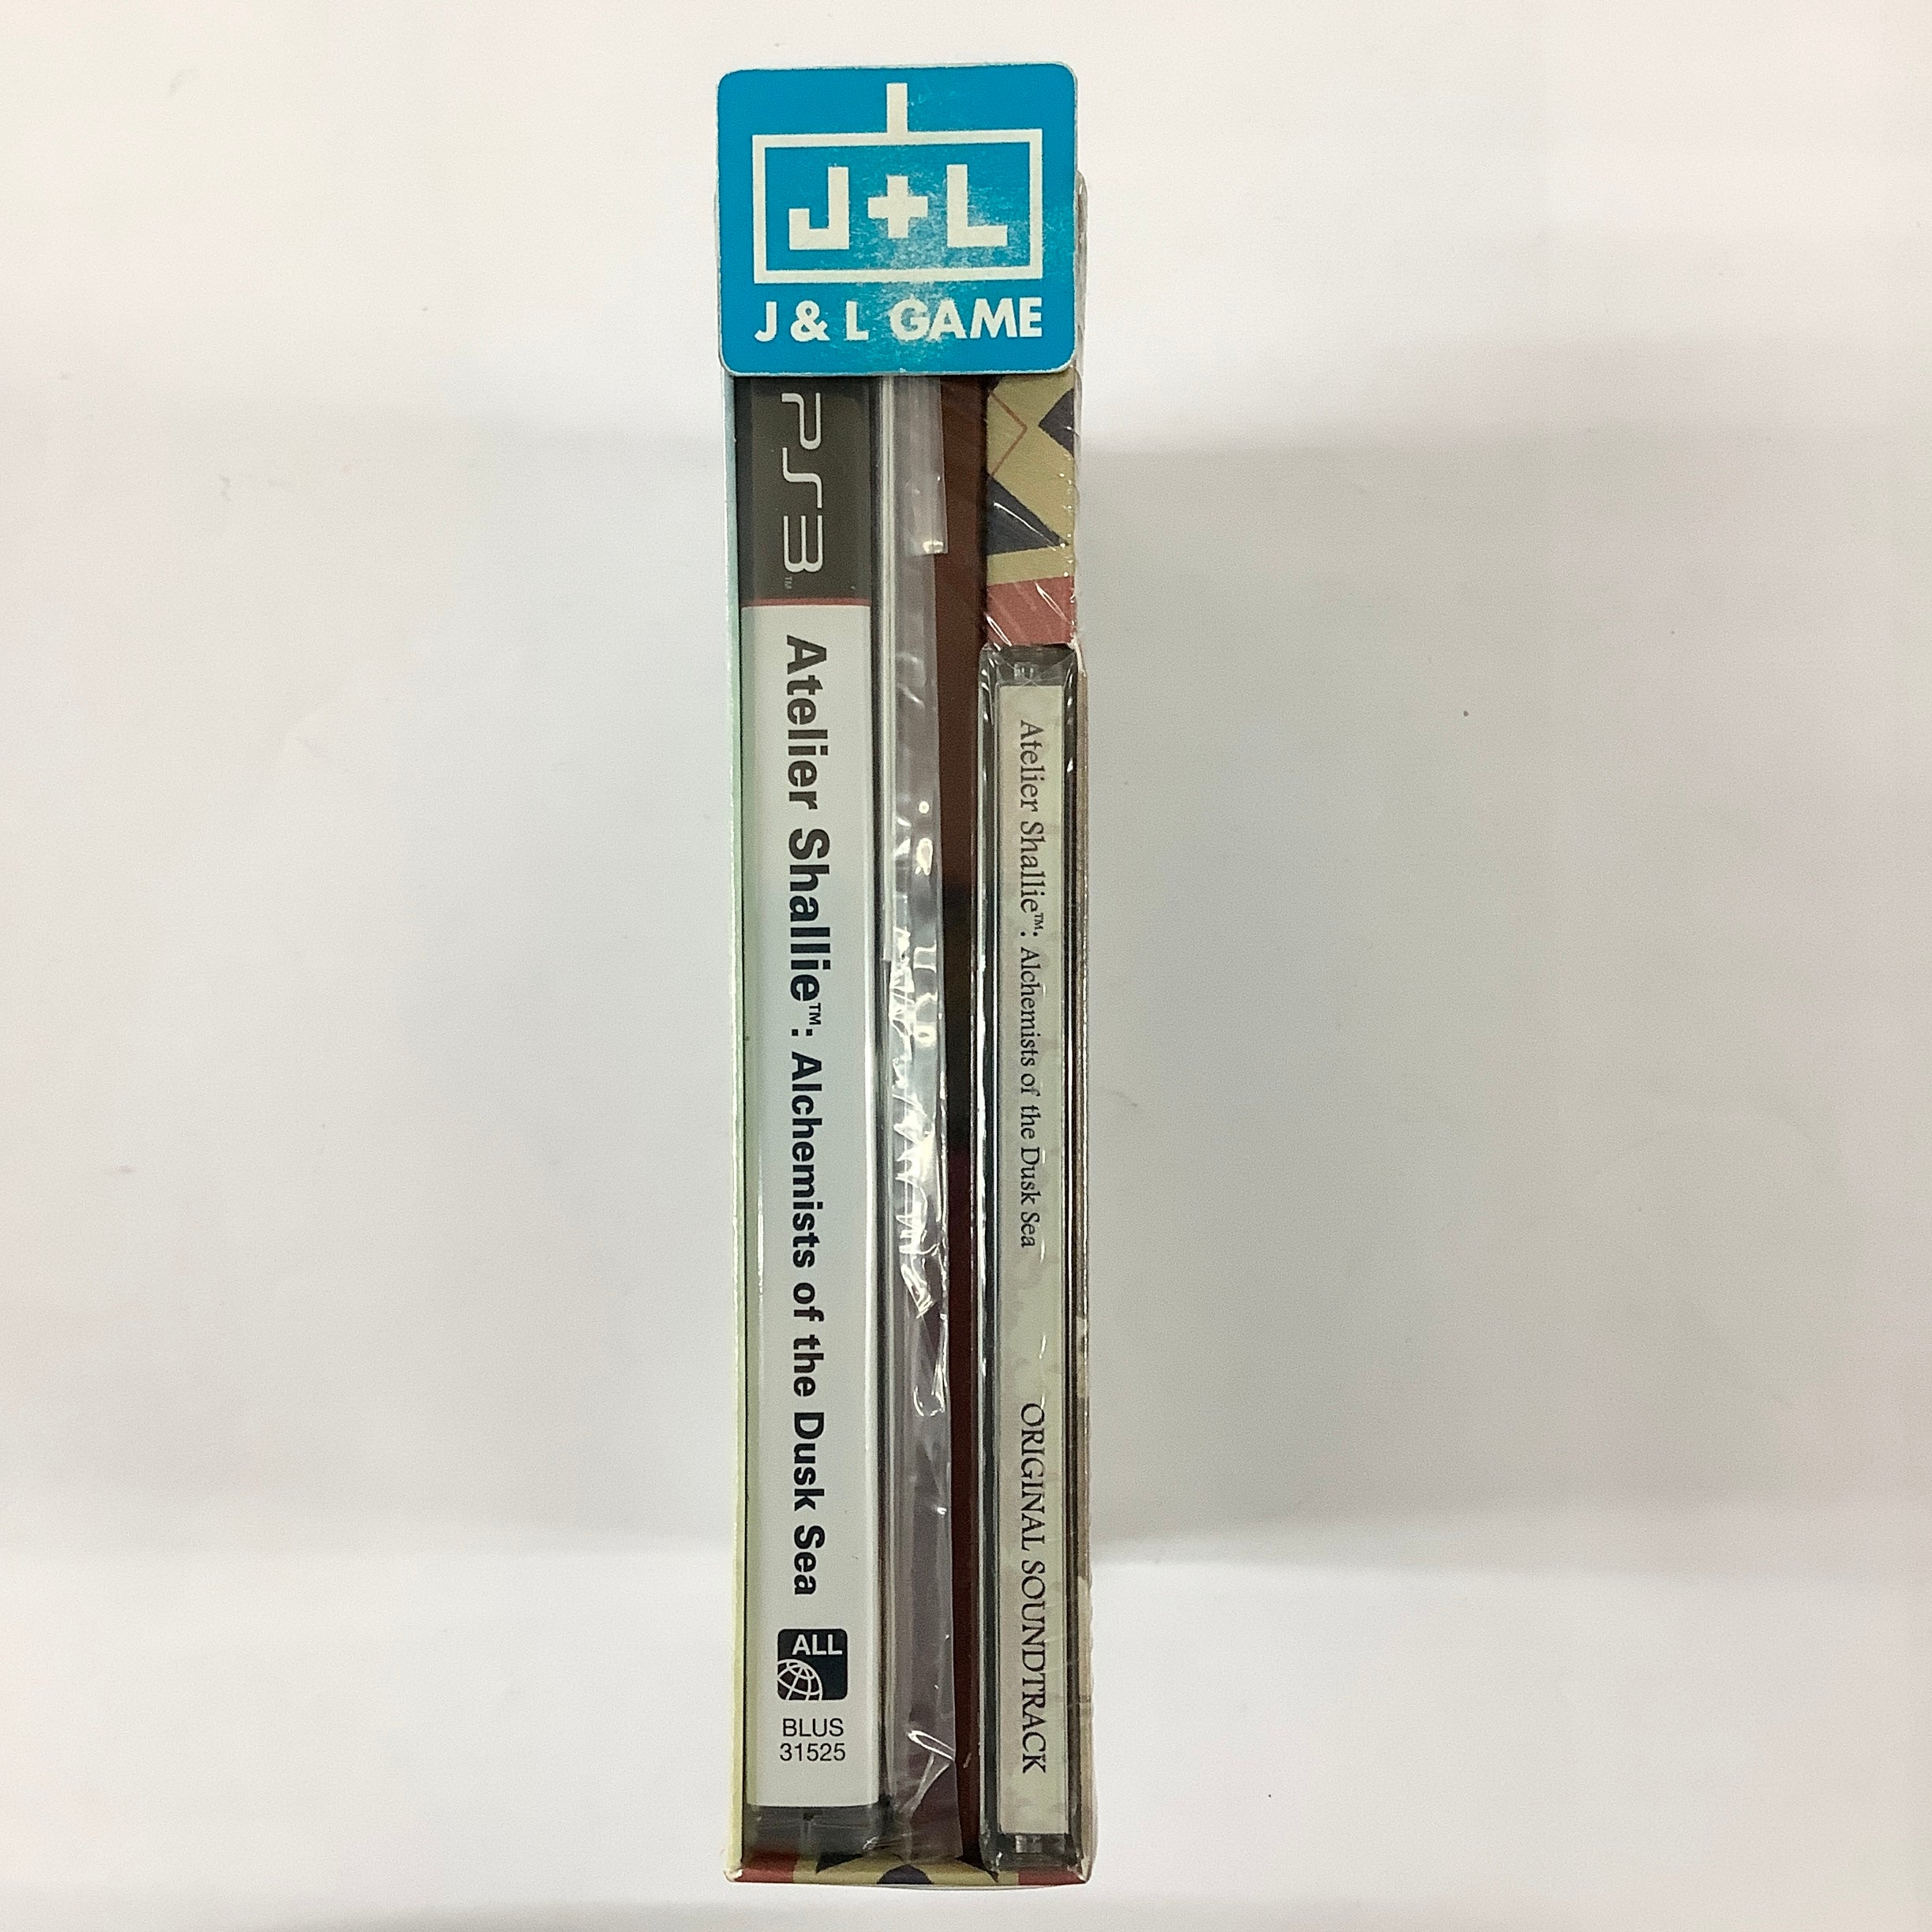 J+L
J & L GAME
PS3™
Atelier Shallie™: Alchemists of the Dusk Sea
ALL
BLUS
31525
Atelier Shallie™: Alchemists of the Dusk Sea
ORIGINAL SOUNDTRACK